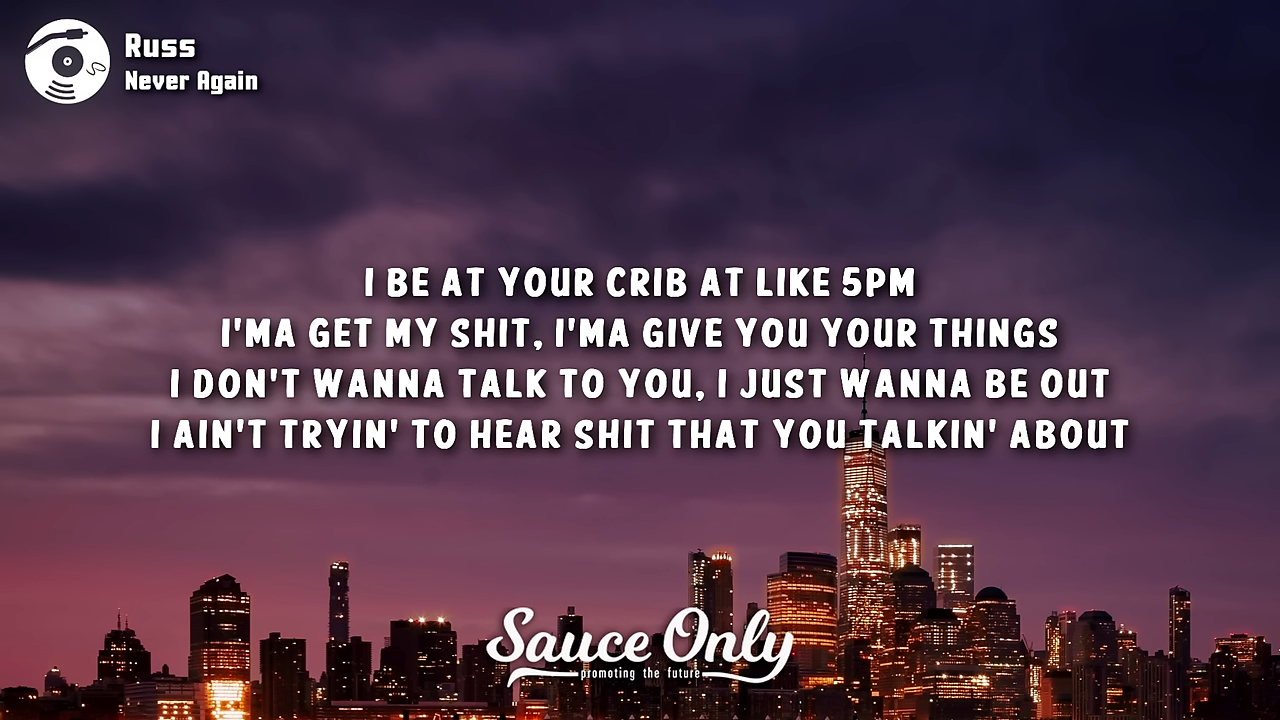 Russ
Never Again
I BE AT YOUR CRIB AT LIKE 5PM
I'MA GET MY SHIT, I'MA GIVE YOU YOUR THINGS
I DON'T WANNA TALK TO YOU, I JUST WANNA BE OUT
I AIN'T TRYIN' TO HEAR SHIT THAT YOU TALKIN' ABOUT
Sauce Only
promoting the future